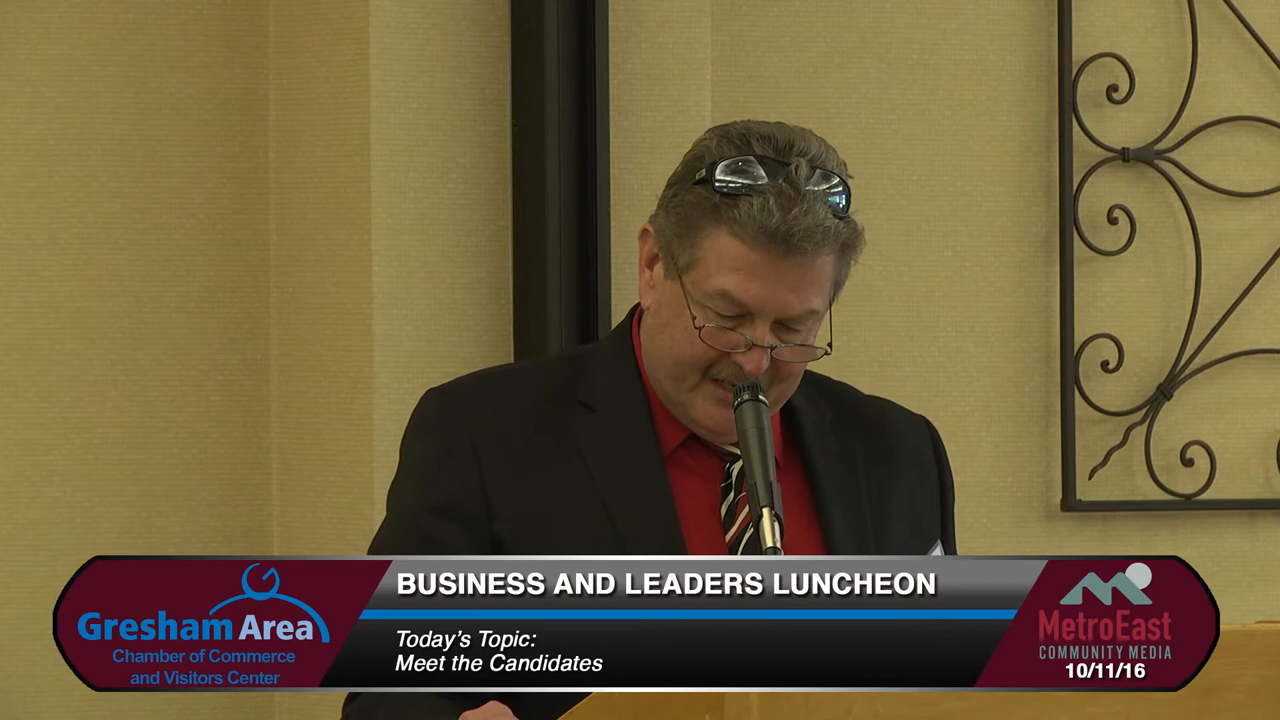 BUSINESS AND LEADERS LUNCHEON
Gresham Area
Chamber of Commerce
and Visitors Center
Today's Topic:
Meet the Candidates
MetroEast
COMMUNITY MEDIA
10/11/16